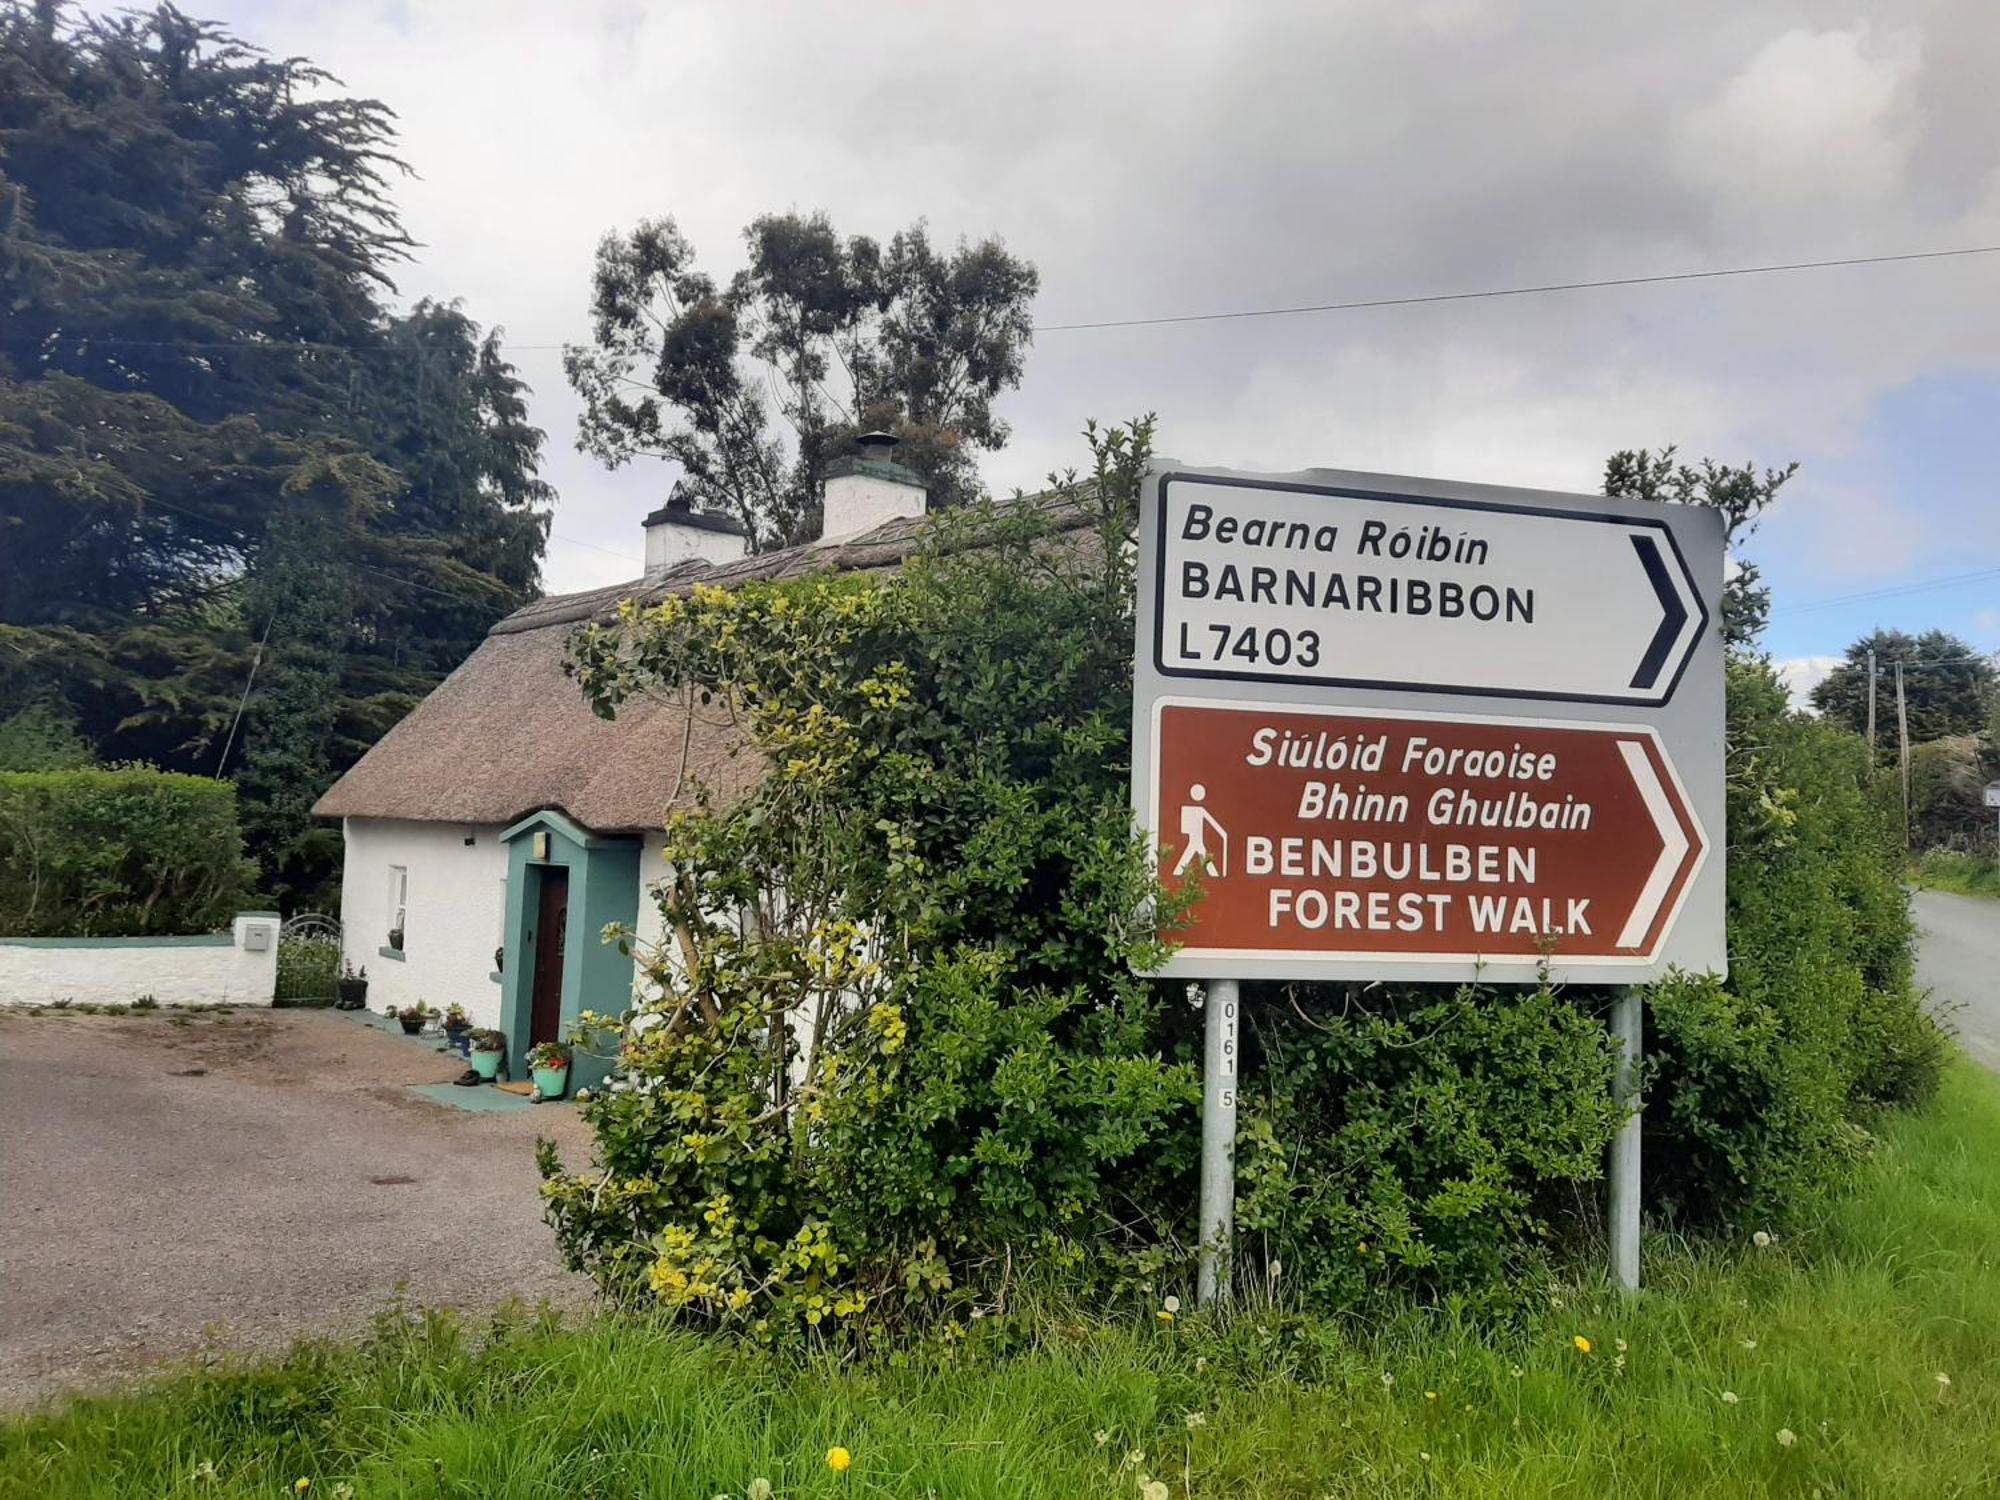 Bearna Róibín
BARNARIBBON
L7403
Siúlóid Foraoise
Bhinn Ghulbain
BENBULBEN
FOREST WALK
0161 5